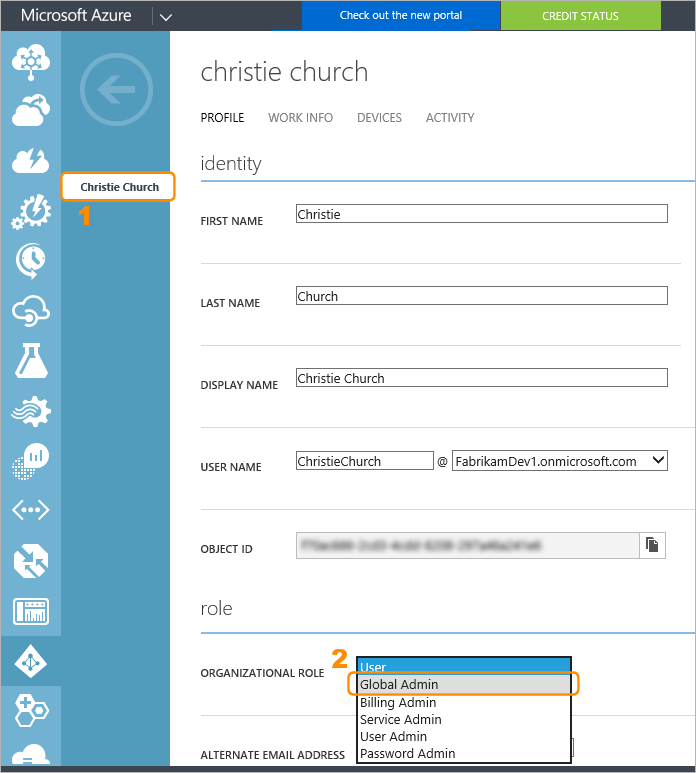 Microsoft Azure
Check out the new portal
CREDIT STATUS
christie church
PROFILE WORK INFO DEVICES ACTIVITY
Christie Church
1
identity
FIRST NAME Christie
LAST NAME Church
DISPLAY NAME Christie Church
USER NAME ChristieChurch @ FabrikamDev1.onmicrosoft.com
OBJECT ID
role
2
ORGANIZATIONAL ROLE
User
Global Admin
Billing Admin
Service Admin
User Admin
Password Admin
ALTERNATE EMAIL ADDRESS